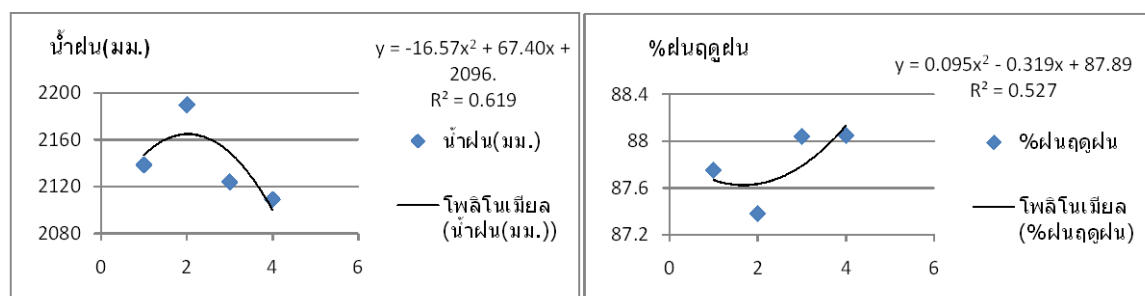 น้ำฝน(มม.)
y = -16.57x² + 67.40x +
2096.
R² = 0.619
2200
2160
2120
2080
0
2
4
6
น้ำฝน(มม.)
โพลิโนเมียล
(น้ำฝน(มม.))
%ฝนฤดูฝน
y = 0.095x² - 0.319x + 87.89
R² = 0.527
88.4
88
87.6
87.2
0
2
4
6
%ฝนฤดูฝน
โพลิโนเมียล
(%ฝนฤดูฝน)